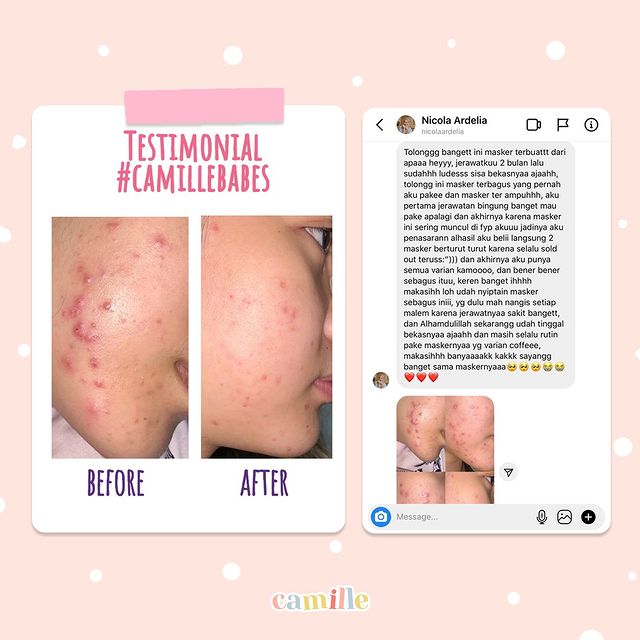 TESTIMONIAL
#CAMILLEBABES
BEFORE
AFTER
Nicola Ardelia
nicolaardelia
Tolonggg bangett ini masker terbuattt dari
apaaa heyyy, jerawatkuu 2 bulan lalu
sudahhh ludesss sisa bekasnyaa ajaahh,
tolongg ini masker terbagus yang pernah
aku pakee dan masker ter ampuhhh, aku
pertama jerawatan bingung banget mau
pake apalagi dan akhirnya karena masker
ini sering muncul di fyp akuuu jadinya aku
penasarann alhasil aku belii langsung 2
masker berturut turut karena selalu sold
out teruss:")))  dan akhirnya aku punya
semua varian kamoooo, dan bener bener
sebagus ituu, keren banget ihhhh
makasihh loh udah nyiptain masker
sebagus iniii, yg dulu mah nangis setiap
malem karena jerawatnyaa sakit bangett,
dan Alhamdulillah sekarangg udah tinggal
bekasnyaa ajaahh dan masih selalu rutin
pake maskernyaa yg varian coffeee,
makasihhh banyaaaakk kakkk sayangg
banget sama maskernyaaa🥺🥺🥺😭😭
❤️❤️❤️
Message...
camille